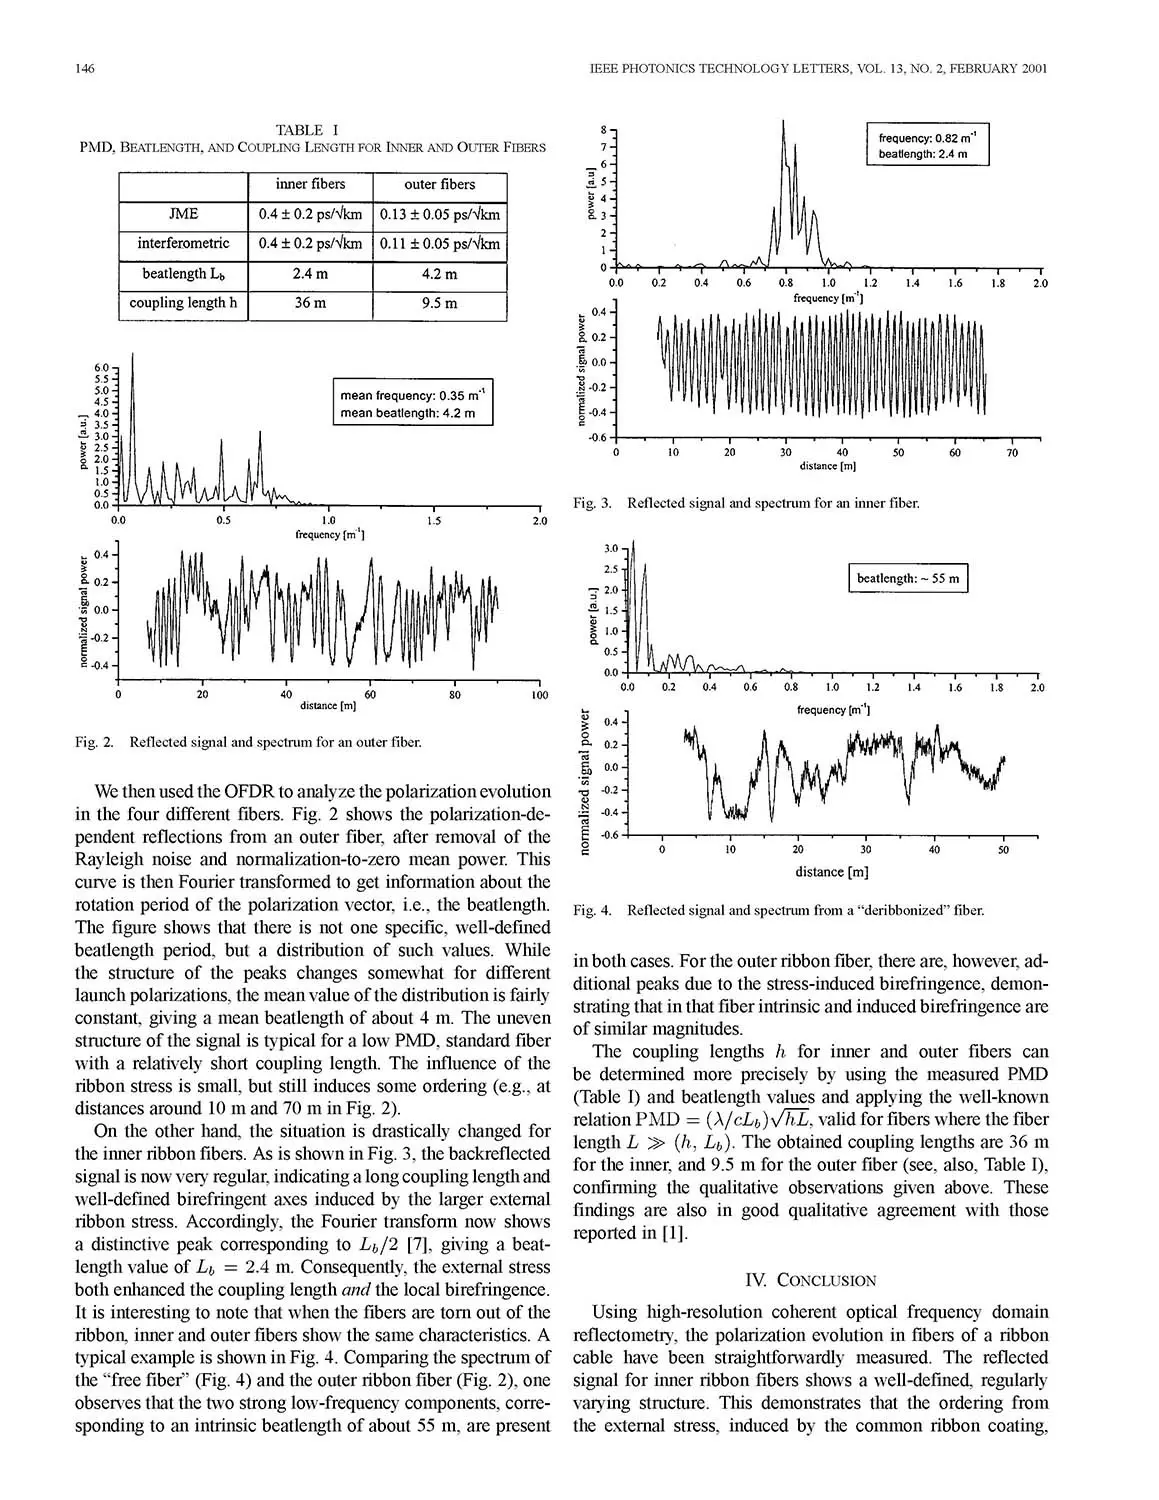 146
IEEE PHOTONICS TECHNOLOGY LETTERS, VOL. 13, NO. 2, FEBRUARY 2001
TABLE I
PMD, BEATLENGTH, AND COUPLING LENGTH FOR INNER AND OUTER FIBERS
inner fibers outer fibers
JME 0.4 ± 0.2 ps/√km 0.13 ± 0.05 ps/√km
interferometric 0.4 ± 0.2 ps/√km 0.11 ± 0.05 ps/√km
beatlength Lb 2.4 m 4.2 m
coupling length h 36 m 9.5 m
6.0
5.5
5.0
4.5
4.0
3.5
3.0
2.5
2.0
1.5
1.0
0.5
0.0
power [a.u.]
mean frequency: 0.35 m-1
mean beatlength: 4.2 m
0.0 0.5 1.0 1.5 2.0
frequency [m-1]
0.4
0.2
0.0
-0.2
-0.4
normalized signal power
0 20 40 60 80 100
distance [m]
Fig. 2. Reflected signal and spectrum for an outer fiber.
We then used the OFDR to analyze the polarization evolution
in the four different fibers. Fig. 2 shows the polarization-de-
pendent reflections from an outer fiber, after removal of the
Rayleigh noise and normalization-to-zero mean power. This
curve is then Fourier transformed to get information about the
rotation period of the polarization vector, i.e., the beatlength.
The figure shows that there is not one specific, well-defined
beatlength period, but a distribution of such values. While
the structure of the peaks changes somewhat for different
launch polarizations, the mean value of the distribution is fairly
constant, giving a mean beatlength of about 4 m. The uneven
structure of the signal is typical for a low PMD, standard fiber
with a relatively short coupling length. The influence of the
ribbon stress is small, but still induces some ordering (e.g., at
distances around 10 m and 70 m in Fig. 2).
On the other hand, the situation is drastically changed for
the inner ribbon fibers. As is shown in Fig. 3, the backreflected
signal is now very regular, indicating a long coupling length and
well-defined birefringent axes induced by the larger external
ribbon stress. Accordingly, the Fourier transform now shows
a distinctive peak corresponding to Lb/2 [7], giving a beat-
length value of Lb = 2.4 m. Consequently, the external stress
both enhanced the coupling length and the local birefringence.
It is interesting to note that when the fibers are torn out of the
ribbon, inner and outer fibers show the same characteristics. A
typical example is shown in Fig. 4. Comparing the spectrum of
the “free fiber” (Fig. 4) and the outer ribbon fiber (Fig. 2), one
observes that the two strong low-frequency components, corre-
sponding to an intrinsic beatlength of about 55 m, are present
8
7
6
5
4
3
2
1
0
power [a.u.]
frequency: 0.82 m-1
beatlength: 2.4 m
0.0 0.2 0.4 0.6 0.8 1.0 1.2 1.4 1.6 1.8 2.0
frequency [m-1]
0.4
0.2
0.0
-0.2
-0.4
-0.6
normalized signal power
0 10 20 30 40 50 60 70
distance [m]
Fig. 3. Reflected signal and spectrum for an inner fiber.
3.0
2.5
2.0
1.5
1.0
0.5
0.0
power [a.u.]
beatlength: ~ 55 m
0.0 0.2 0.4 0.6 0.8 1.0 1.2 1.4 1.6 1.8 2.0
frequency [m-1]
0.4
0.2
0.0
-0.2
-0.4
-0.6
normalized signal power
0 10 20 30 40 50
distance [m]
Fig. 4. Reflected signal and spectrum from a “deribbonized” fiber.
in both cases. For the outer ribbon fiber, there are, however, ad-
ditional peaks due to the stress-induced birefringence, demon-
strating that in that fiber intrinsic and induced birefringence are
of similar magnitudes.
The coupling lengths h for inner and outer fibers can
be determined more precisely by using the measured PMD
(Table I) and beatlength values and applying the well-known
relation PMD = (λ/cLb)√hL, valid for fibers where the fiber
length L ≫ (h, Lb). The obtained coupling lengths are 36 m
for the inner, and 9.5 m for the outer fiber (see, also, Table I),
confirming the qualitative observations given above. These
findings are also in good qualitative agreement with those
reported in [1].
IV. CONCLUSION
Using high-resolution coherent optical frequency domain
reflectometry, the polarization evolution in fibers of a ribbon
cable have been straightforwardly measured. The reflected
signal for inner ribbon fibers shows a well-defined, regularly
varying structure. This demonstrates that the ordering from
the external stress, induced by the common ribbon coating,